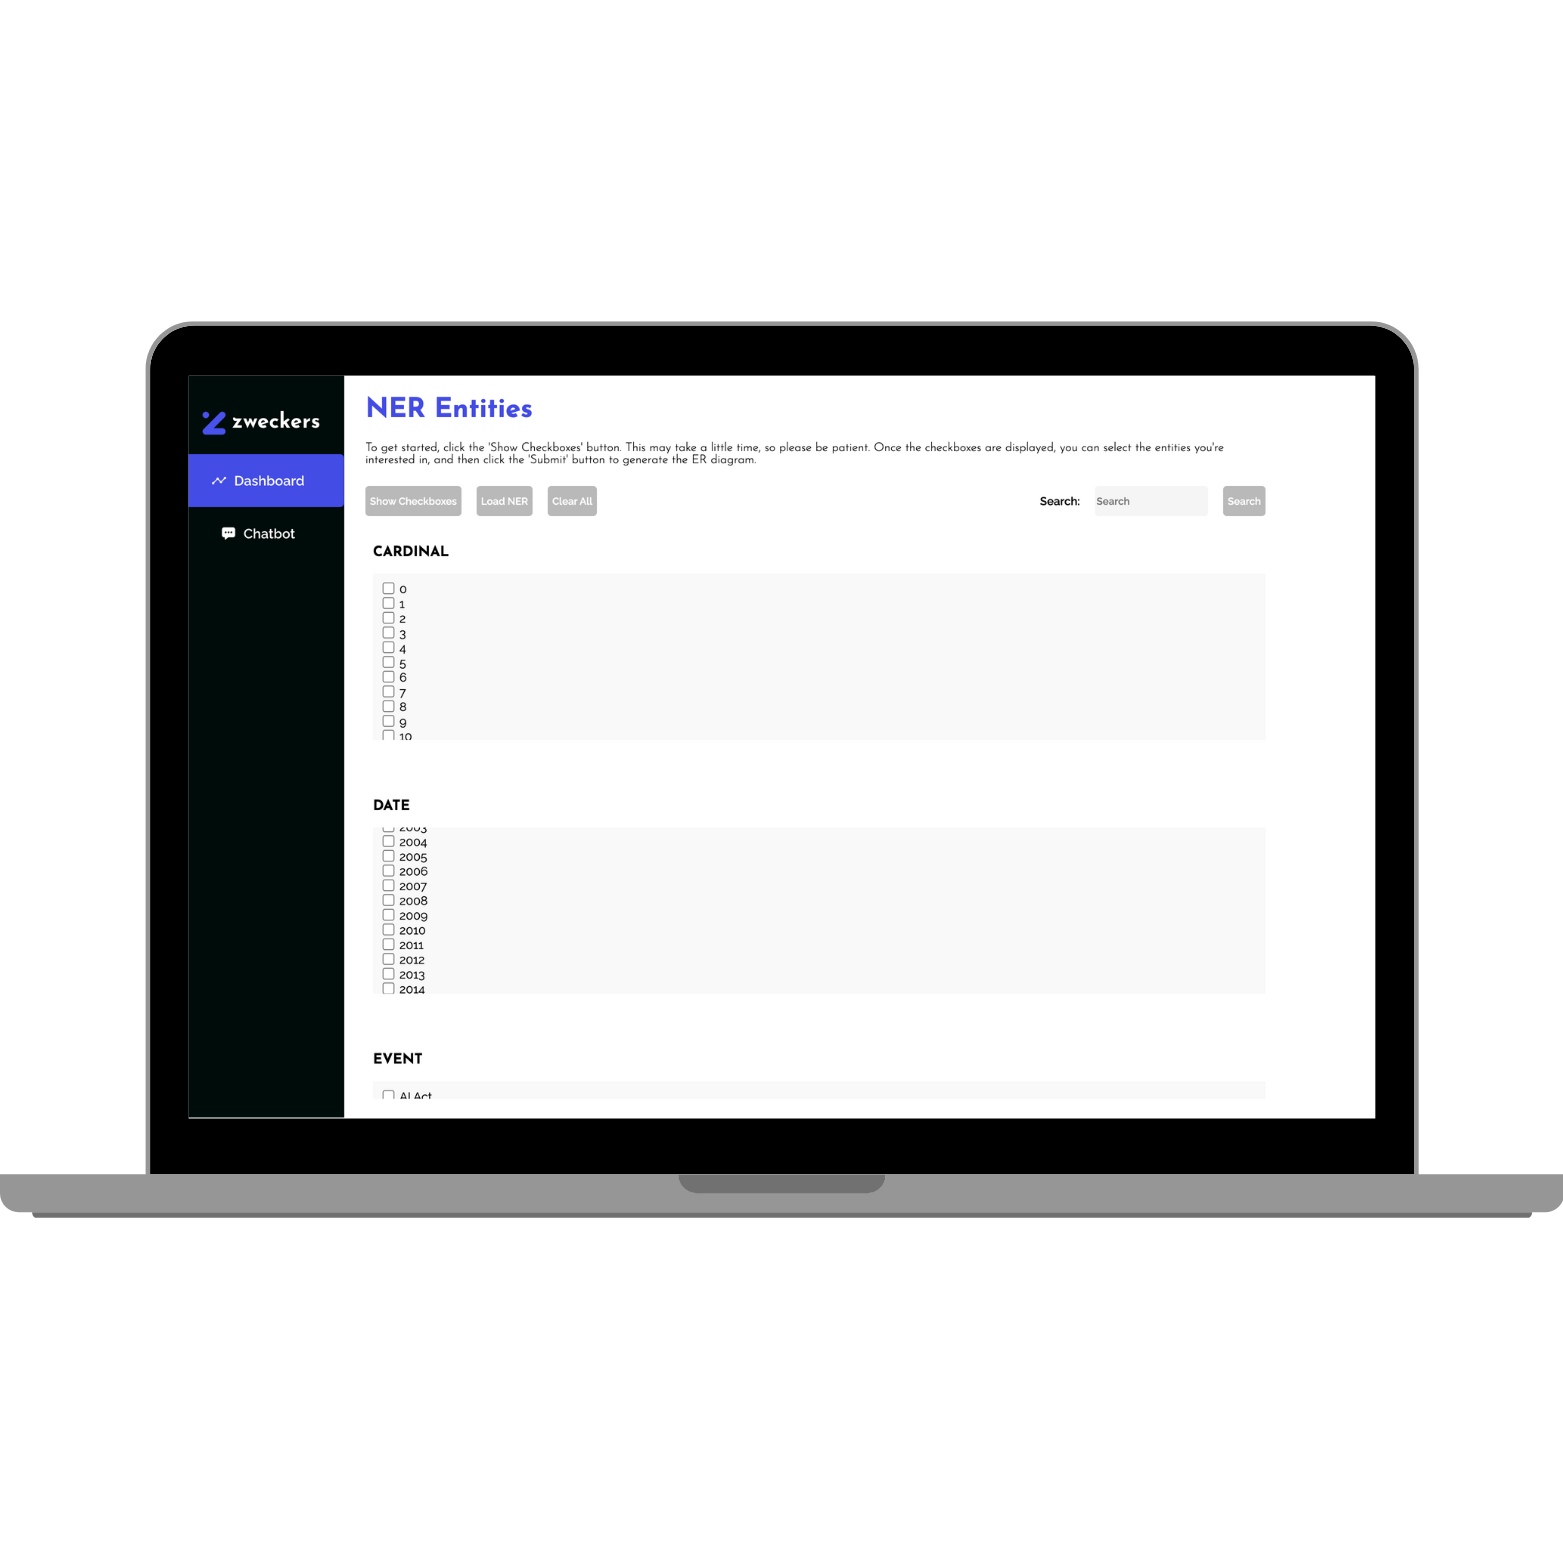 zweckers
Dashboard
Chatbot
NER Entities
To get started, click the 'Show Checkboxes' button. This may take a little time, so please be patient. Once the checkboxes are displayed, you can select the entities you're
interested in, and then click the 'Submit' button to generate the ER diagram.
Show Checkboxes Load NER Clear All Search: Search Search
CARDINAL
0
1
2
3
4
5
6
7
8
9
10
DATE
2003
2004
2005
2006
2007
2008
2009
2010
2011
2012
2013
2014
EVENT
AI Act